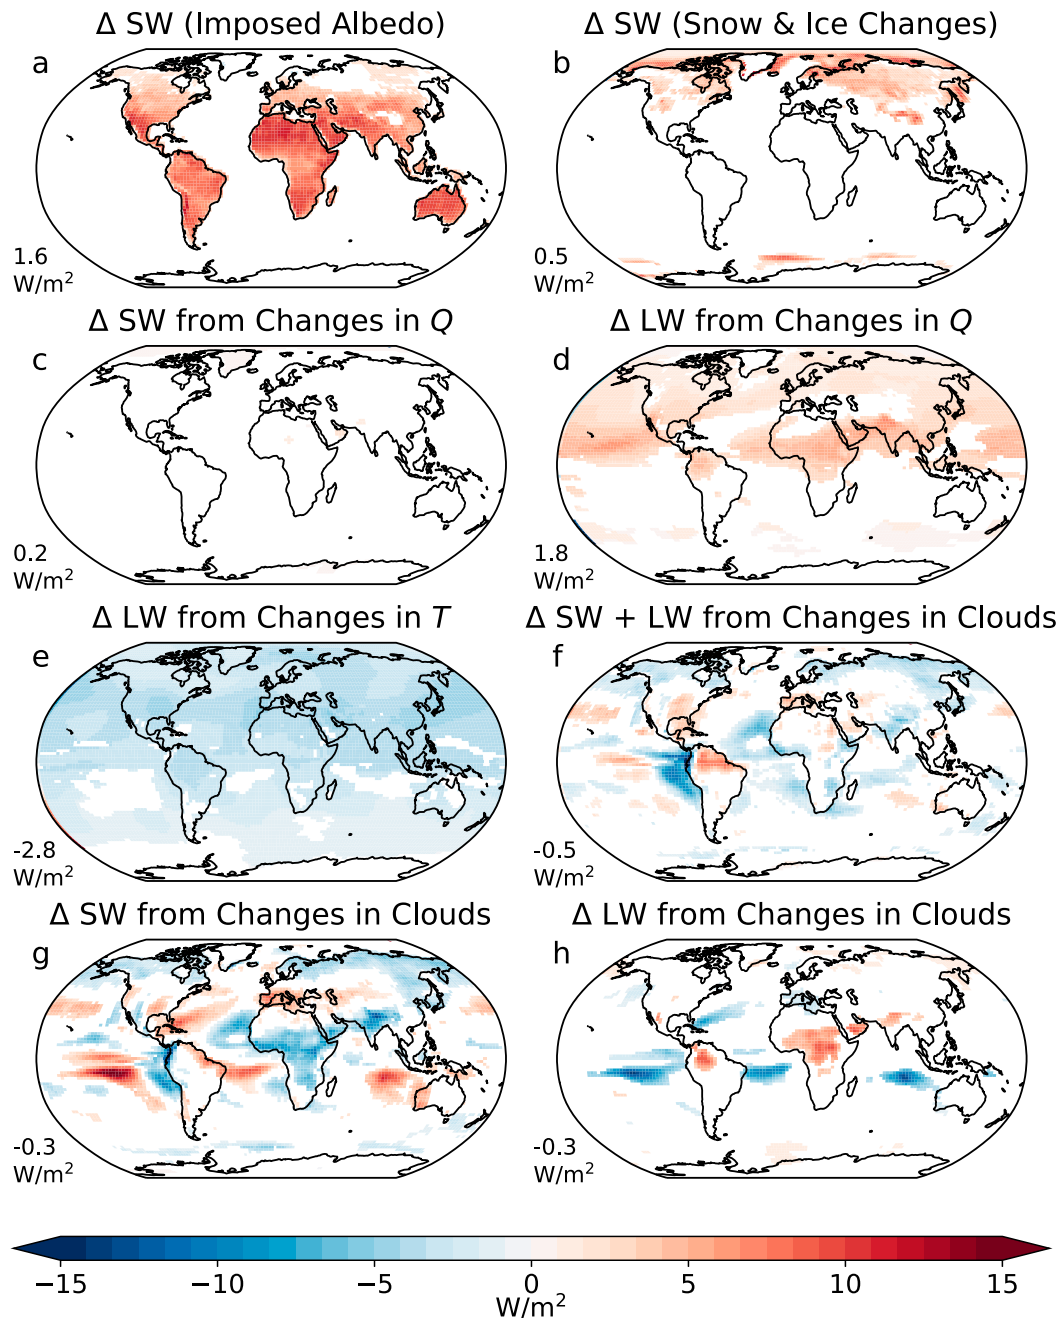 Δ SW (Imposed Albedo)
a
1.6
W/m²
Δ SW (Snow & Ice Changes)
b
0.5
W/m²
Δ SW from Changes in Q
c
0.2
W/m²
Δ LW from Changes in Q
d
1.8
W/m²
Δ LW from Changes in T
e
-2.8
W/m²
Δ SW + LW from Changes in Clouds
f
-0.5
W/m²
Δ SW from Changes in Clouds
g
-0.3
W/m²
Δ LW from Changes in Clouds
h
-0.3
W/m²
−15 −10 −5 0 5 10 15
W/m²